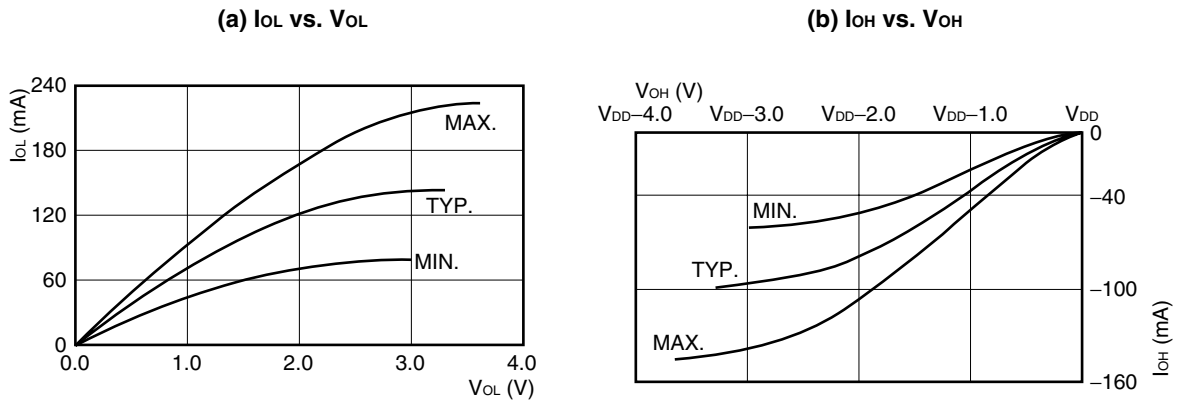 (a) IOL vs. VOL
IOL (mA)
240
180
120
60
0
MAX.
TYP.
MIN.
0.0 1.0 2.0 3.0 4.0
VOL (V)
(b) IOH vs. VOH
VOH (V)
VDD−4.0 VDD−3.0 VDD−2.0 VDD−1.0 VDD
0
−40
−100
−160
MIN.
TYP.
MAX.
IOH (mA)